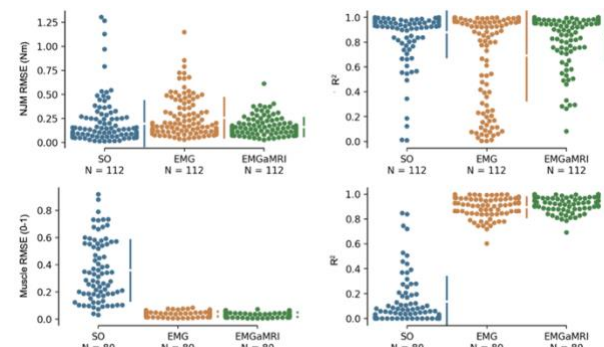 NJM RMSE (Nm)
1.25
1.00
0.75
0.50
0.25
0.00
SO EMG EMGaMRI
N = 112 N = 112 N = 112
R²
1.0
0.8
0.6
0.4
0.2
0.0
SO EMG EMGaMRI
N = 112 N = 112 N = 112
Muscle RMSE (0-1)
0.8
0.6
0.4
0.2
0.0
SO EMG EMGaMRI
R²
1.0
0.8
0.6
0.4
0.2
0.0
SO EMG EMGaMRI